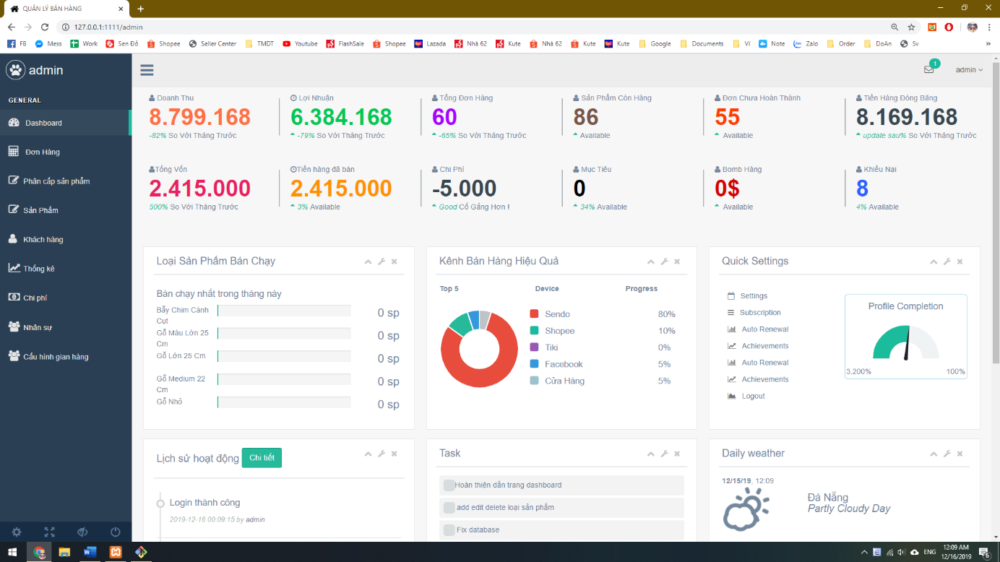 QUẢN LÝ BÁN HÀNG
127.0.0.1:1111/admin
FB Mess Work Sen Đỏ Shopee Seller Center TMDT Youtube FlashSale Shopee Lazada Nhà 62 Kute Nhà 62 Kute Kute Google Documents Ví Note Zalo Order DoAn Sv
admin
1
admin
GENERAL
Dashboard
Đơn Hàng
Phân cấp sản phẩm
Sản Phẩm
Khách hàng
Thống kê
Chi phí
Nhân sự
Cấu hình gian hàng
Doanh Thu
8.799.168
-82% So Với Tháng Trước
Lợi Nhuận
6.384.168
-79% So Với Tháng Trước
Tổng Đơn Hàng
60
-65% So Với Tháng Trước
Sản Phẩm Còn Hàng
86
Available
Đơn Chưa Hoàn Thành
55
Available
Tiền Hàng Đóng Băng
8.169.168
update sau% So Với Tháng Trước
Tổng Vốn
2.415.000
500% So Với Tháng Trước
Tiền hàng đã bán
2.415.000
3% Available
Chi Phí
-5.000
Good Cố Gắng Hơn !
Mục Tiêu
0
34% Available
Bomb Hàng
0$
Available
Khiếu Nại
8
4% Available
Loại Sản Phẩm Bán Chạy
Bán chạy nhất trong tháng này
Bẫy Chim Cảnh Cụt
0 sp
Gỗ Màu Lớn 25 Cm
0 sp
Gỗ Lớn 25 Cm
0 sp
Gỗ Medium 22 Cm
0 sp
Gỗ Nhỏ
0 sp
Kênh Bán Hàng Hiệu Quả
Top 5 Device Progress
Sendo 80%
Shopee 10%
Tiki 0%
Facebook 5%
Cửa Hàng 5%
Quick Settings
Settings
Subscription
Auto Renewal
Achievements
Auto Renewal
Achievements
Logout
Profile Completion
3,200% 100%
Lịch sử hoạt động Chi tiết
Login thành công
2019-12-16 00:09:15 by admin
Task
Hoàn thiện dần trang dashboard
add edit delete loại sản phẩm
Fix database
Daily weather
12/15/19, 12:09
Đà Nẵng
Partly Cloudy Day
ENG
12:09 AM
12/16/2019
6